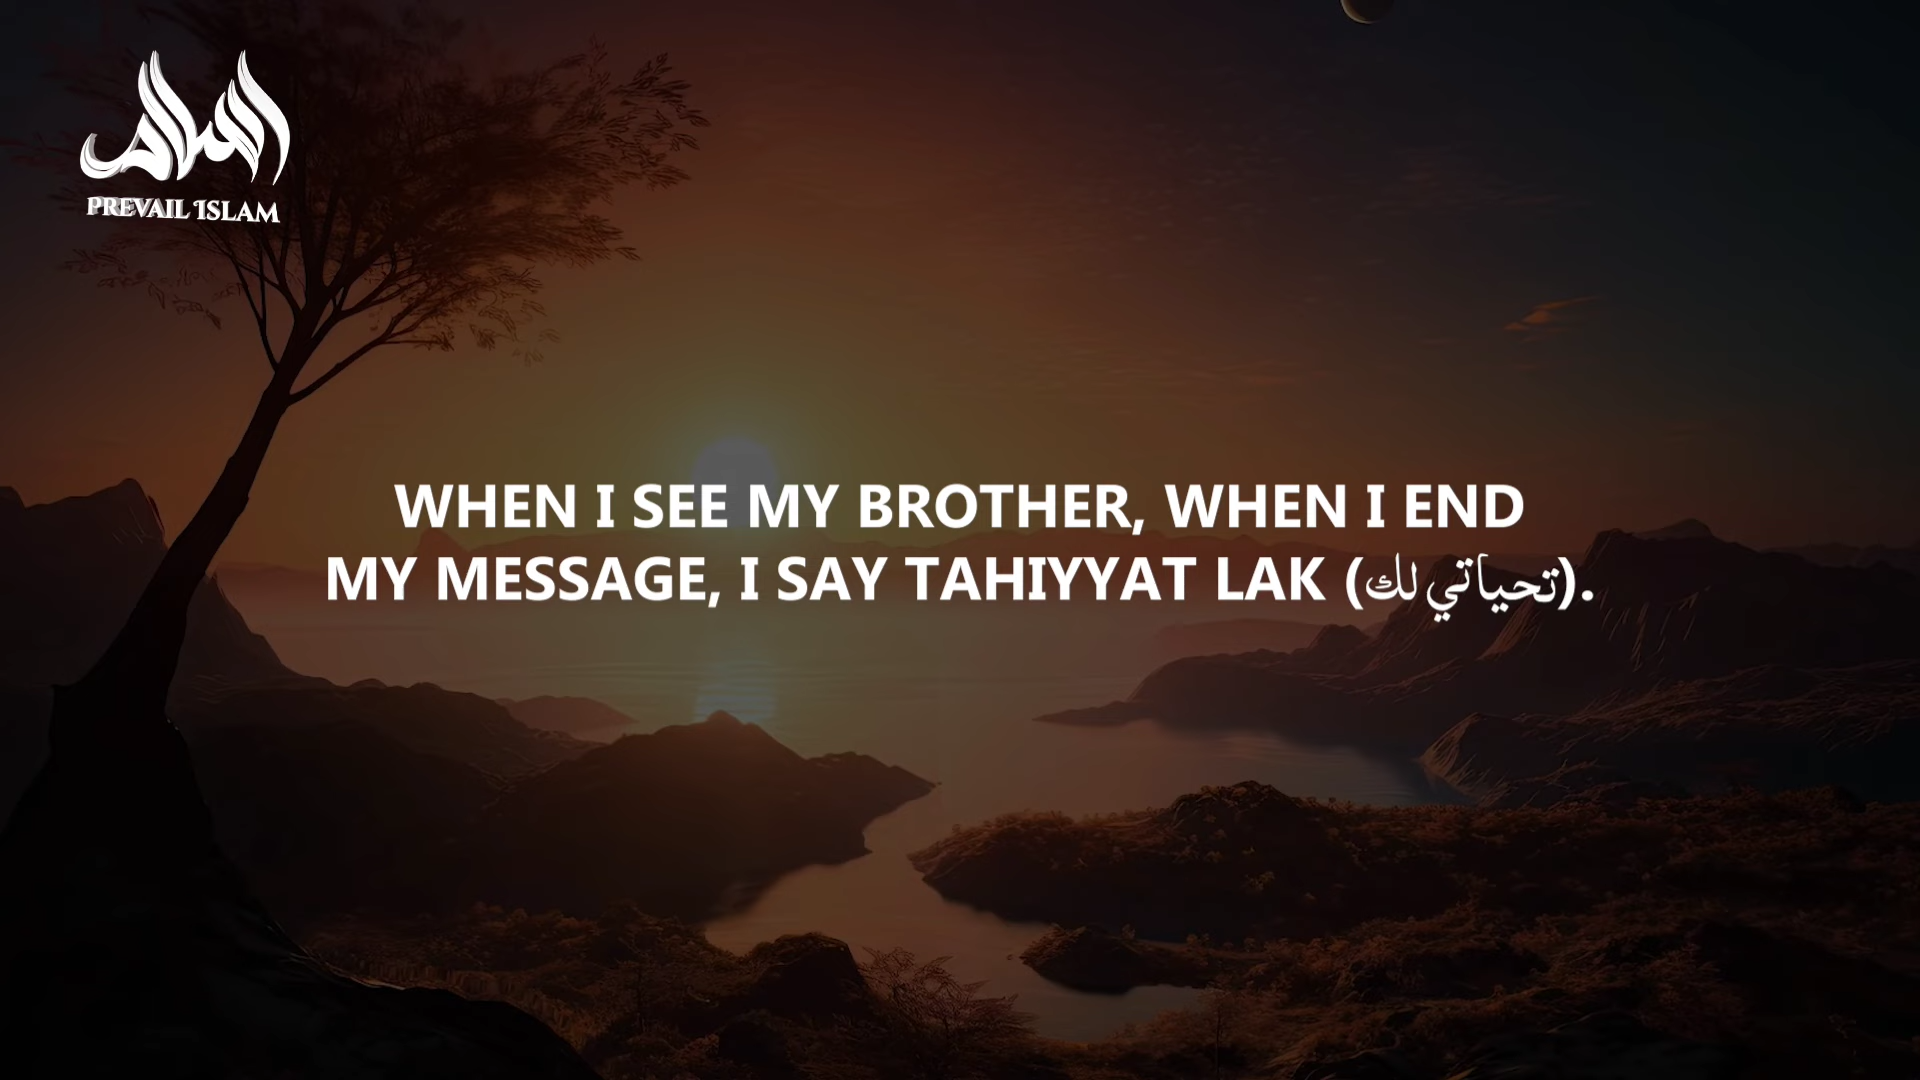 السلام
PREVAIL ISLAM
WHEN I SEE MY BROTHER, WHEN I END
MY MESSAGE, I SAY TAHIYYAT LAK (تحياتي لك).